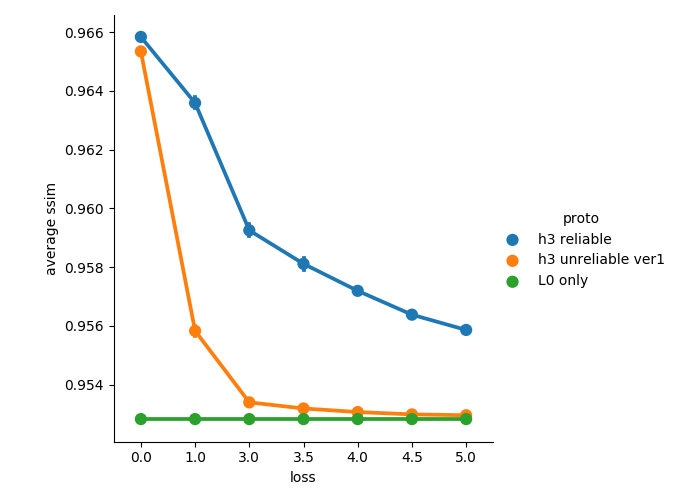 0.966
0.964
0.962
0.960
0.958
0.956
0.954
average ssim
0.0 1.0 3.0 3.5 4.0 4.5 5.0
loss
proto
h3 reliable
h3 unreliable ver1
L0 only